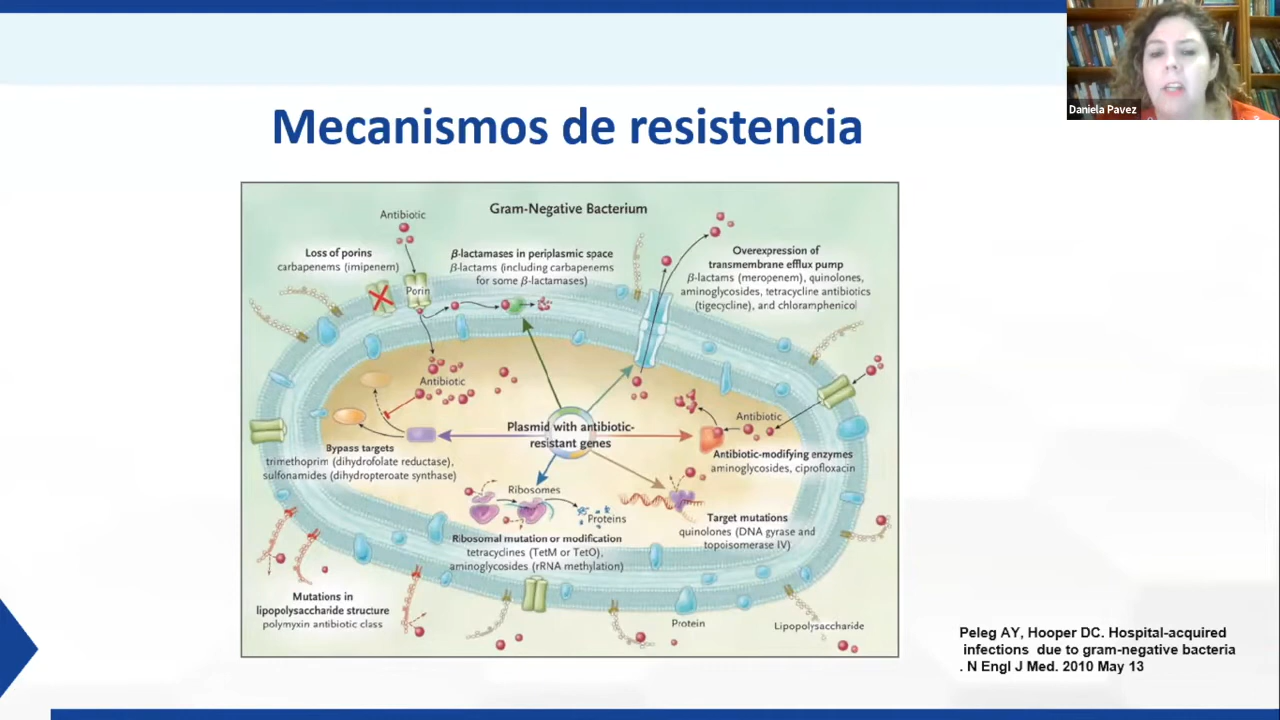 Daniela Pavez
Mecanismos de resistencia
Gram-Negative Bacterium
Antibiotic
Loss of porins
carbapenems (imipenem)
Porin
β-lactamases in periplasmic space
β-lactams (including carbapenems
for some β-lactamases)
Overexpression of
transmembrane efflux pump
β-lactams (meropenem), quinolones,
aminoglycosides, tetracycline antibiotics
(tigecycline), and chloramphenicol
Antibiotic
Antibiotic
Plasmid with antibiotic-
resistant genes
Bypass targets
trimethoprim (dihydrofolate reductase),
sulfonamides (dihydropteroate synthase)
Antibiotic-modifying enzymes
aminoglycosides, ciprofloxacin
Ribosomes
Proteins
Ribosomal mutation or modification
tetracyclines (TetM or TetO),
aminoglycosides (rRNA methylation)
Target mutations
quinolones (DNA gyrase and
topoisomerase IV)
Mutations in
lipopolysaccharide structure
polymyxin antibiotic class
Protein
Lipopolysaccharide
Peleg AY, Hooper DC. Hospital-acquired
infections due to gram-negative bacteria
. N Engl J Med. 2010 May 13